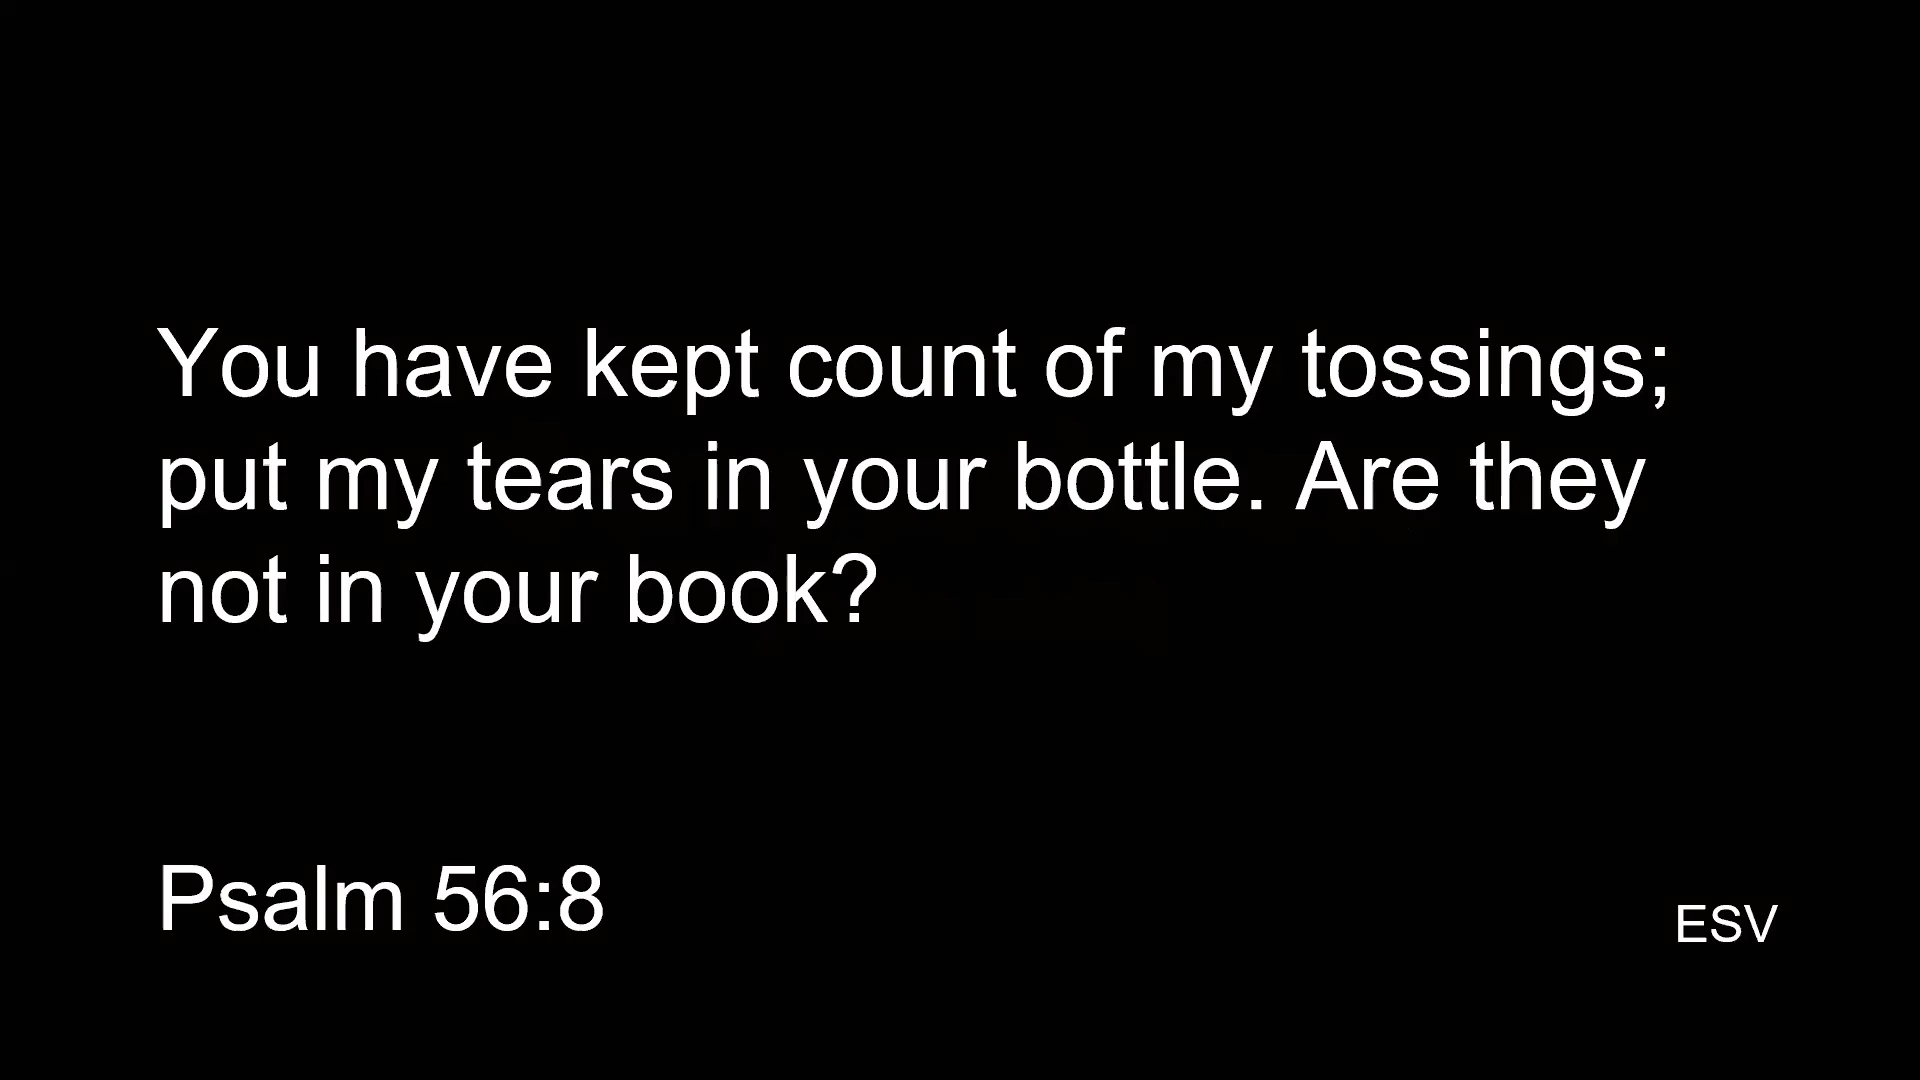 You have kept count of my tossings;
put my tears in your bottle. Are they
not in your book?
Psalm 56:8
ESV